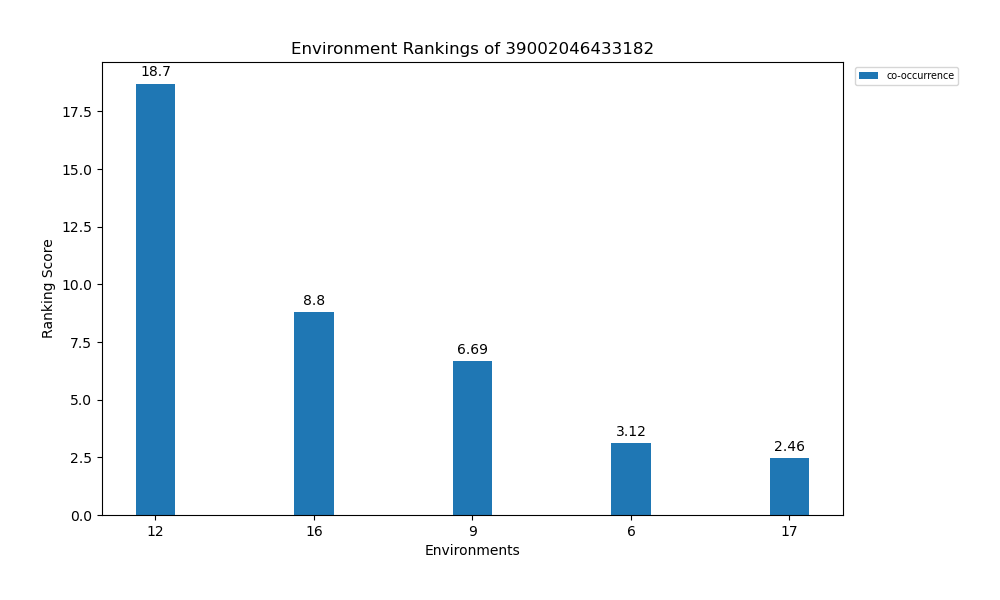 Environment Rankings of 39002046433182
co-occurrence
Ranking Score
17.5
15.0
12.5
10.0
7.5
5.0
2.5
0.0
18.7
8.8
6.69
3.12
2.46
12 16 9 6 17
Environments